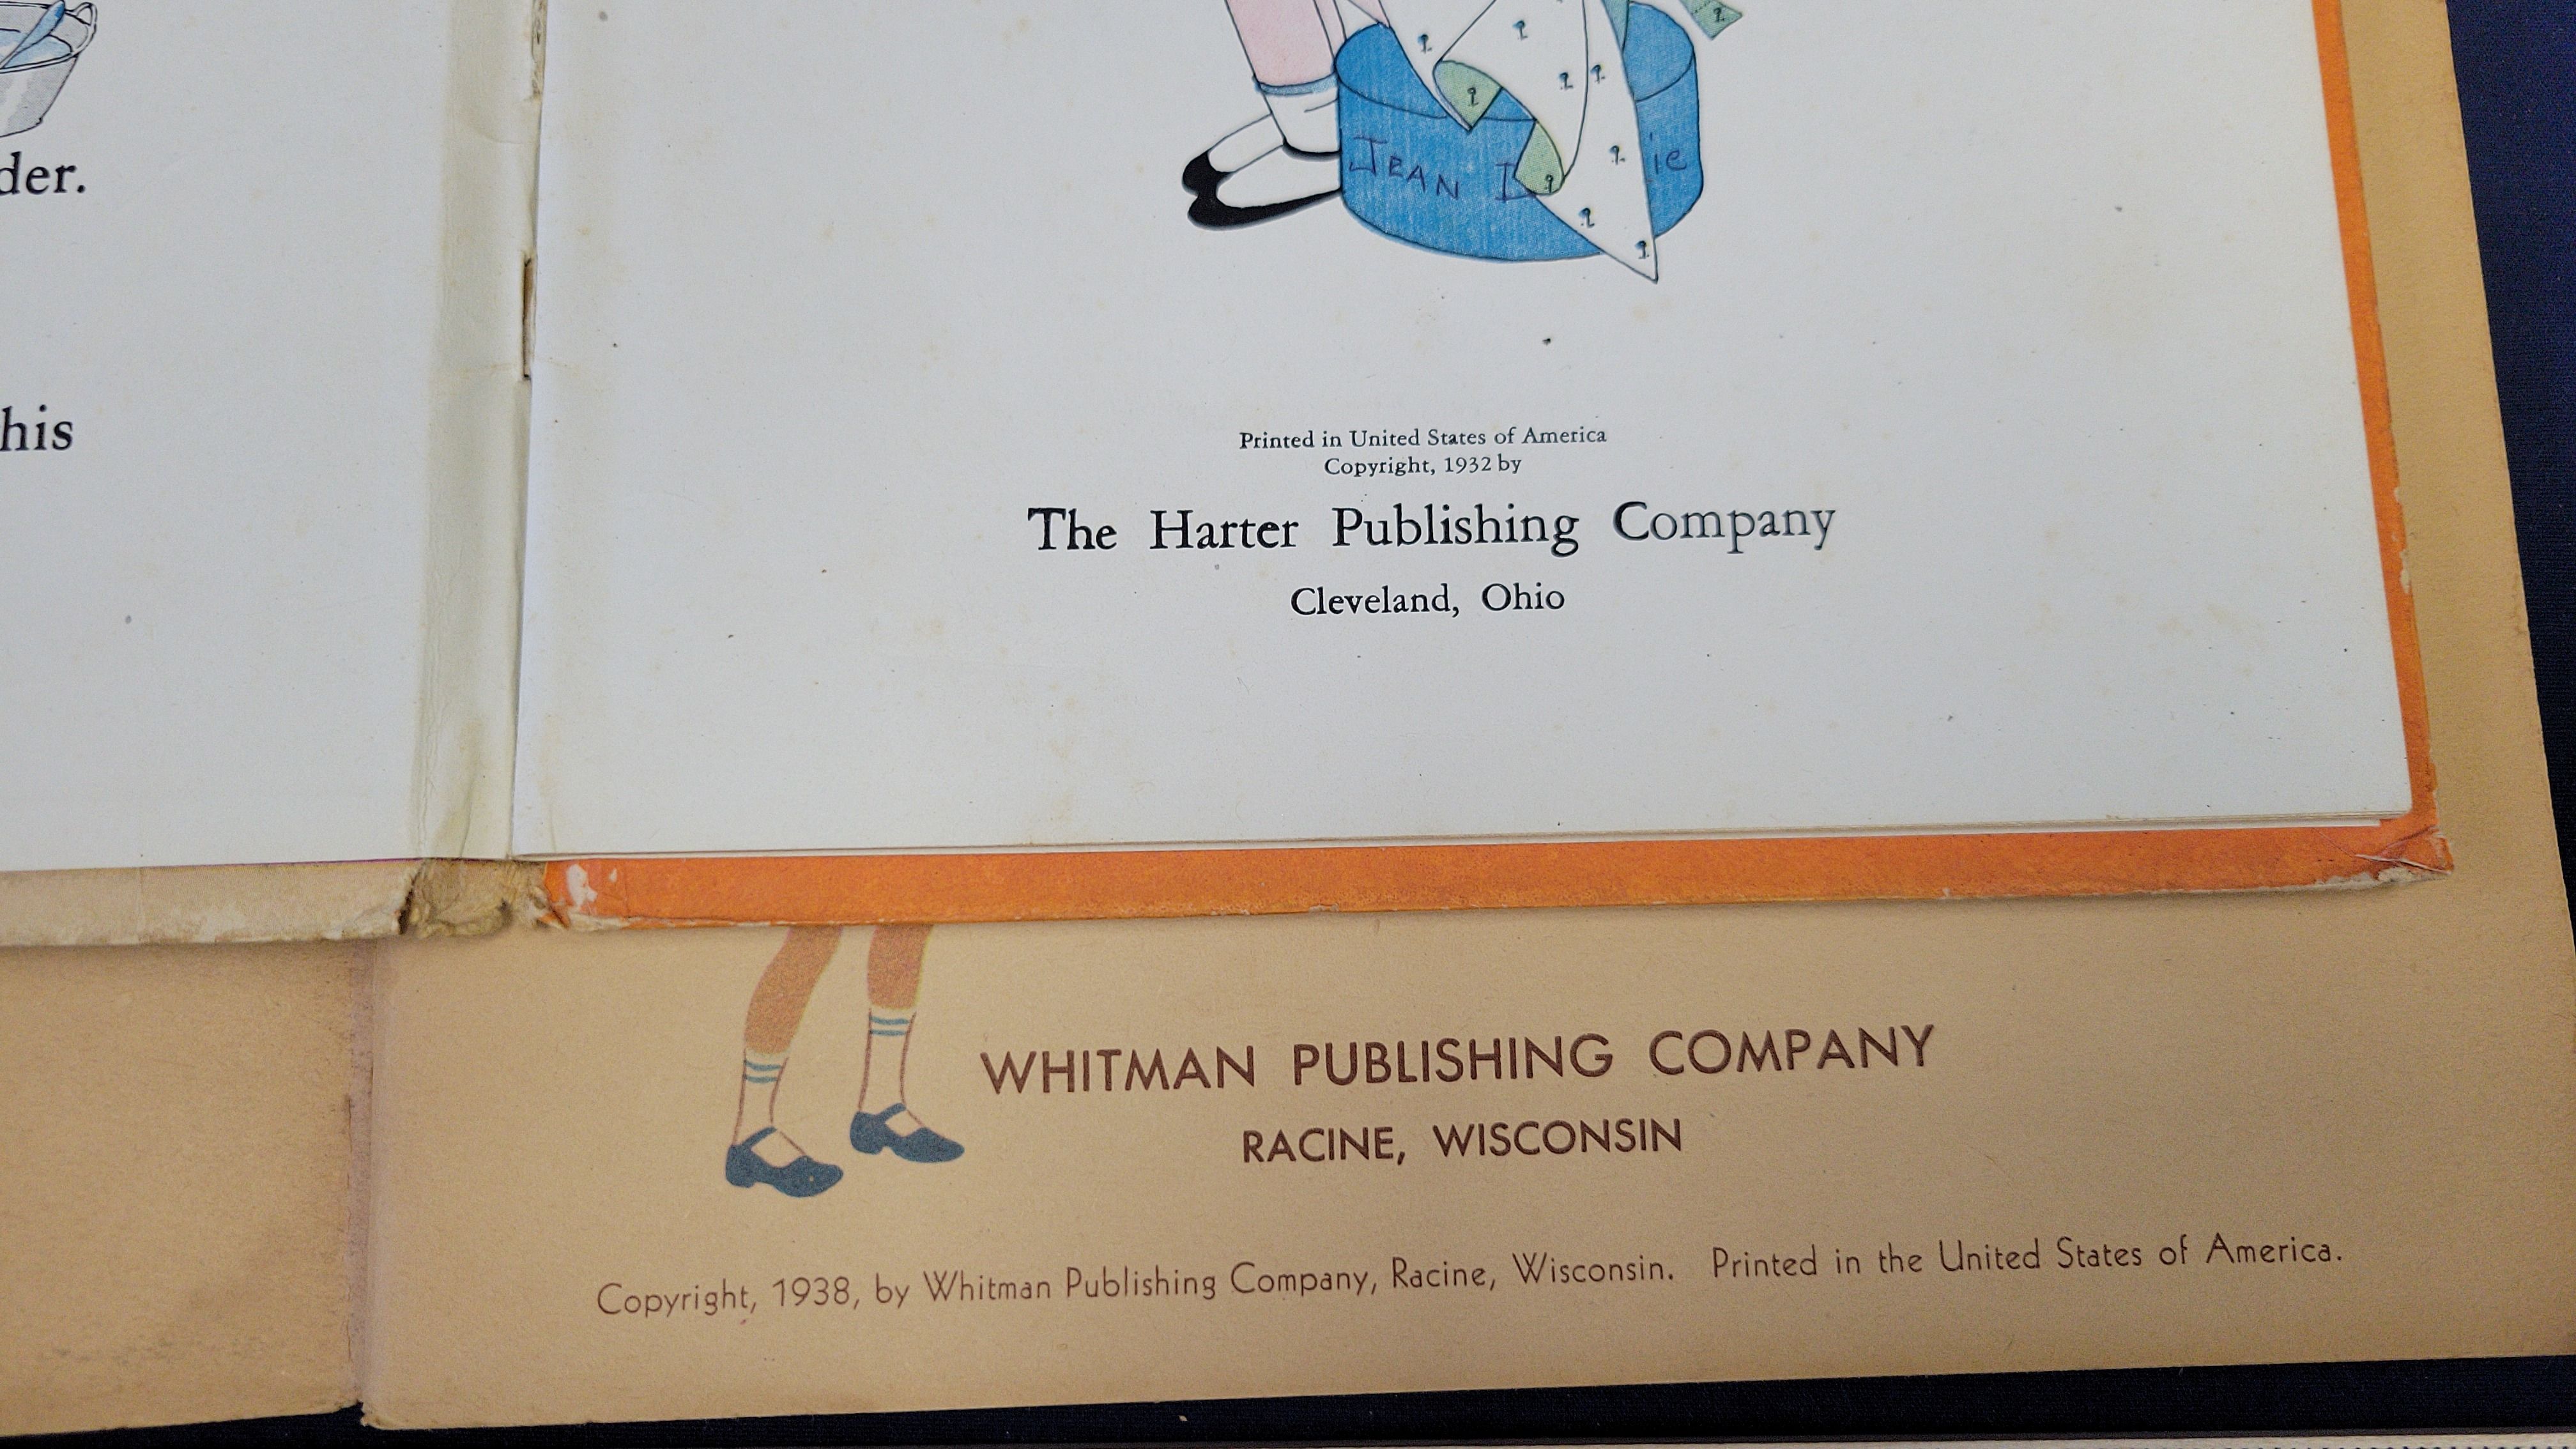 der.
his
JEAN
Printed in United States of America
Copyright, 1932 by
The Harter Publishing Company
Cleveland, Ohio
WHITMAN PUBLISHING COMPANY
RACINE, WISCONSIN
Copyright, 1938, by Whitman Publishing Company, Racine, Wisconsin. Printed in the United States of America.